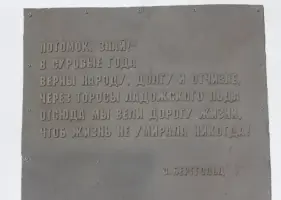 ПОТОМОК, ЗНАЙ!
В СУРОВЫЕ ГОДА
ВЕРНЫ НАРОДУ, ДОЛГУ И ОТЧИЗНЕ,
ЧЕРЕЗ ТОРОСЫ ЛАДОЖСКОГО ЛЬДА
ОТСЮДА МЫ ВЕЛИ ДОРОГУ ЖИЗНИ,
ЧТОБ ЖИЗНЬ НЕ УМИРАЛА НИКОГДА!
О. БЕРГГОЛЬЦ